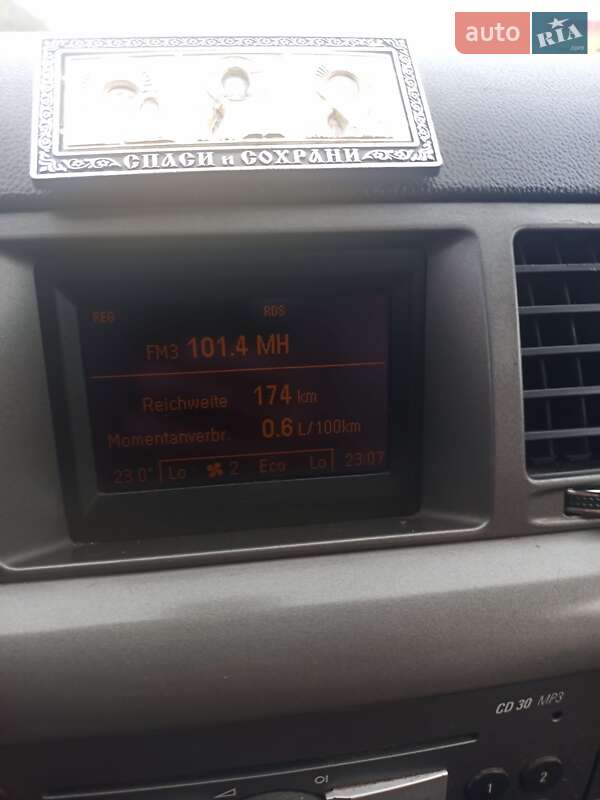 auto RIA .com
СПАСИ и СОХРАНИ
REG RDS
FM3 101.4 MH
Reichweite 174 km
Momentanverbr. 0.6 L/100km
23.0° Lo 2 Eco Lo 23:07
CD 30 MP3
1 2